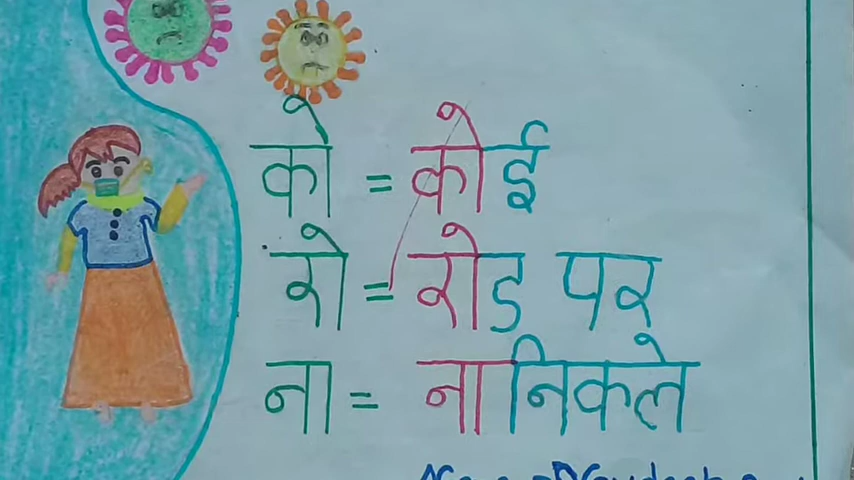 को = कोई
रो = रोड पर
ना = ना निकले